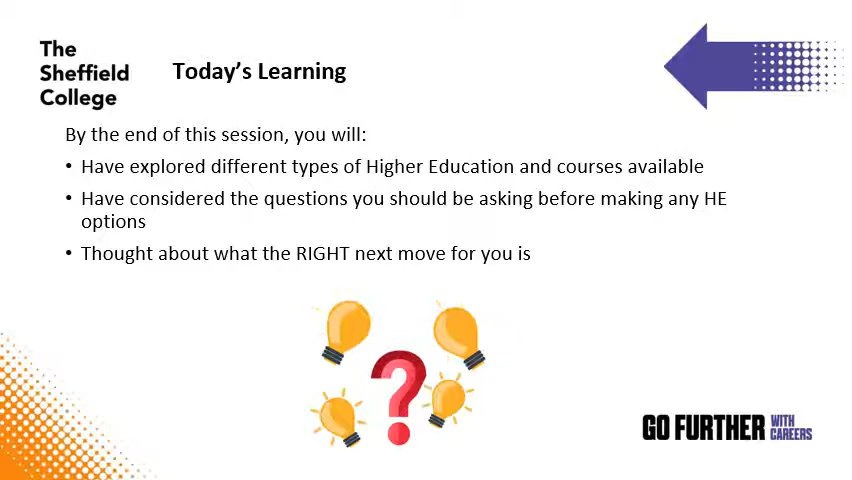 The
Sheffield
College
Today’s Learning
By the end of this session, you will:
• Have explored different types of Higher Education and courses available
• Have considered the questions you should be asking before making any HE
options
• Thought about what the RIGHT next move for you is
?
GO FURTHER WITH
CAREERS